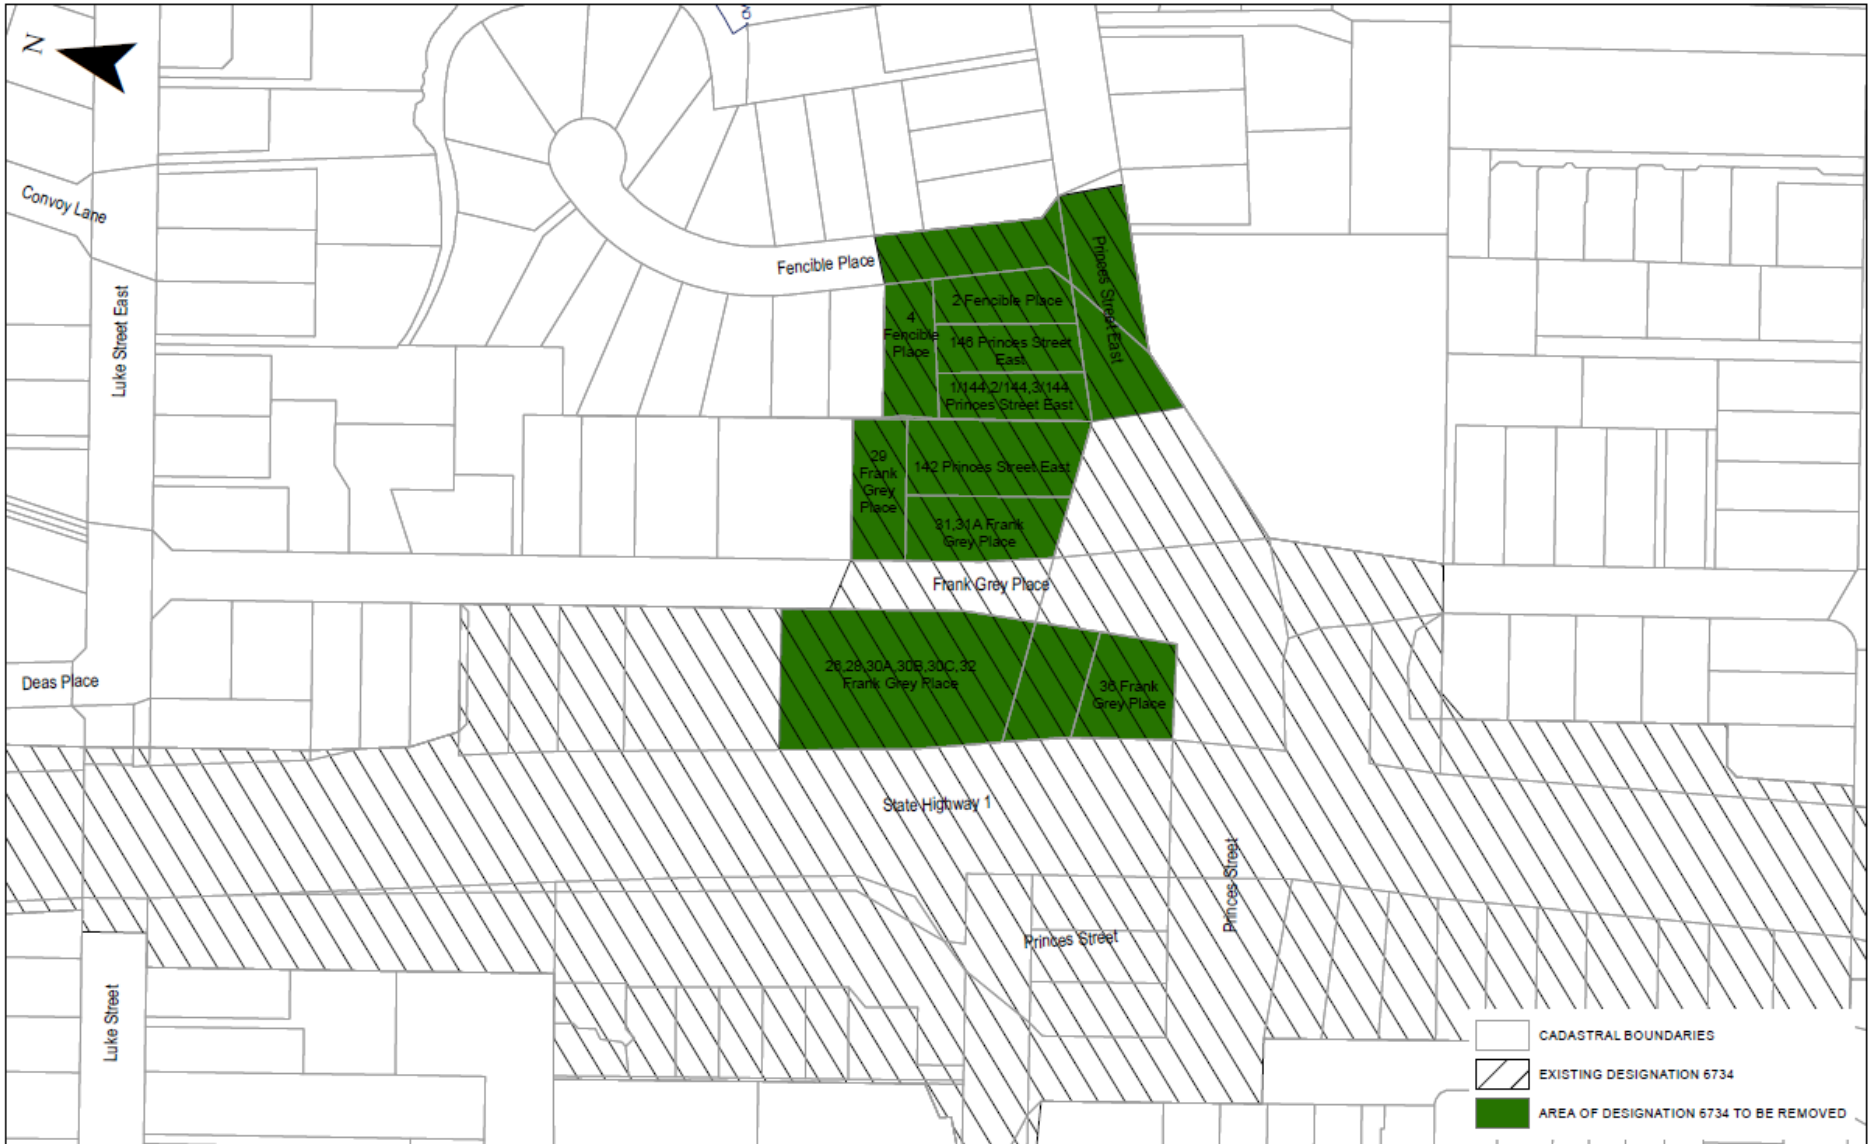 N
Convoy Lane
Luke Street East
Fencible Place
Princes Street East
2 Fencible Place
4
Fencible
Place
146 Princes Street
East
1/144,2/144,3/144
Princes Street East
29
Frank
Grey
Place
142 Princes Street East
31,31A Frank
Grey Place
Frank Grey Place
Deas Place
26,28,30A,30B,30C,32
Frank Grey Place
36 Frank
Grey Place
State Highway 1
Princes Street
Princes Street
Luke Street
CADASTRAL BOUNDARIES
EXISTING DESIGNATION 6734
AREA OF DESIGNATION 6734 TO BE REMOVED